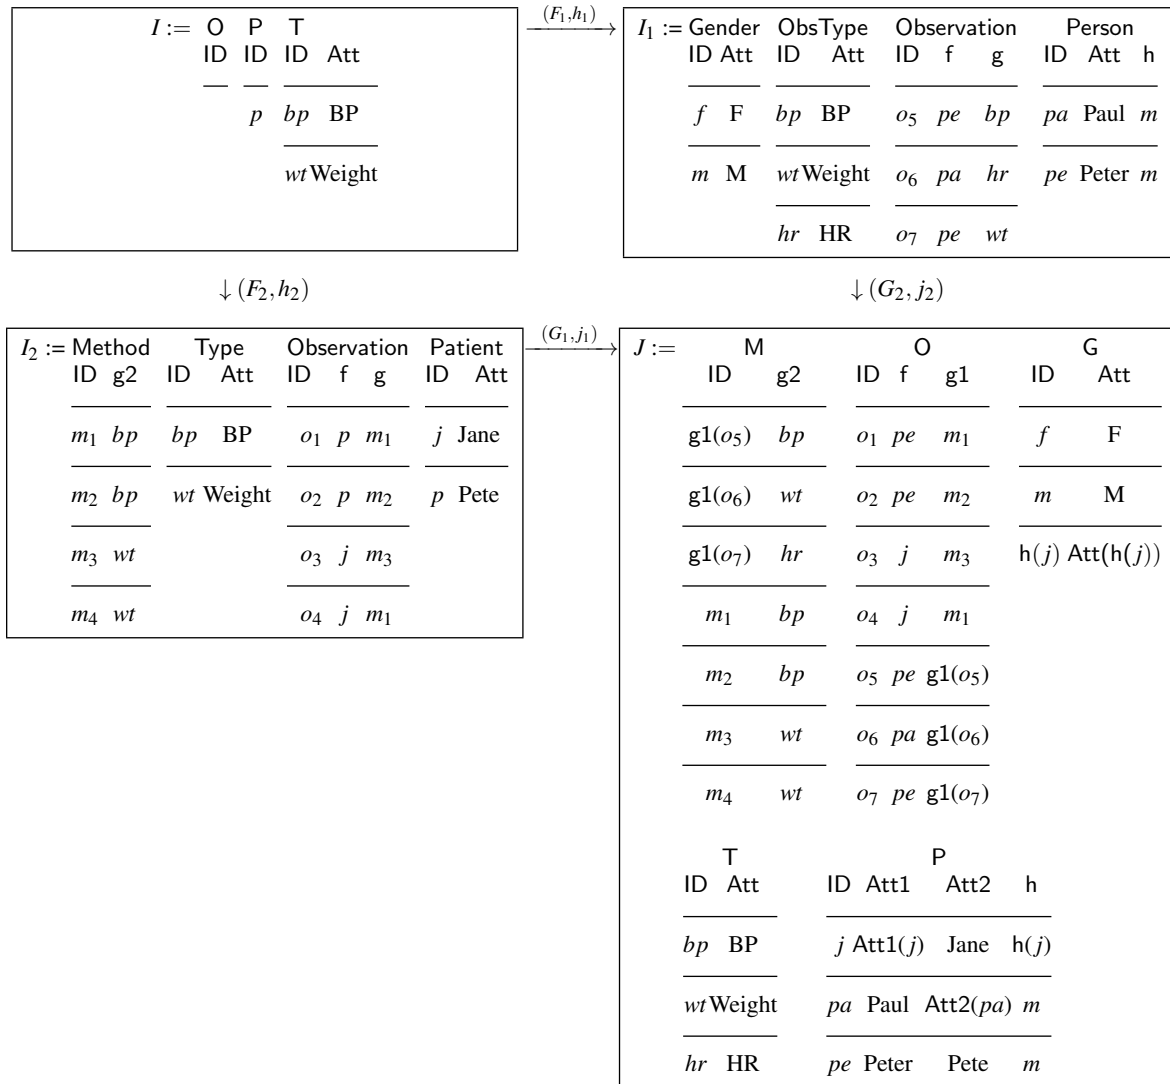 I := O P T
ID ID ID Att
p bp BP
wt Weight
(F₁,h₁)
I₁ := Gender ObsType Observation Person
ID Att ID Att ID f g ID Att h
f F bp BP o₅ pe bp pa Paul m
m M wt Weight o₆ pa hr pe Peter m
hr HR o₇ pe wt
↓ (F₂,h₂)
↓ (G₂,j₂)
I₂ := Method Type Observation Patient
ID g2 ID Att ID f g ID Att
m₁ bp bp BP o₁ p m₁ j Jane
m₂ bp wt Weight o₂ p m₂ p Pete
m₃ wt o₃ j m₃
m₄ wt o₄ j m₁
(G₁,j₁)
J := M O G
ID g2 ID f g1 ID Att
g1(o₅) bp o₁ pe m₁ f F
g1(o₆) wt o₂ pe m₂ m M
g1(o₇) hr o₃ j m₃ h(j) Att(h(j))
m₁ bp o₄ j m₁
m₂ bp o₅ pe g1(o₅)
m₃ wt o₆ pa g1(o₆)
m₄ wt o₇ pe g1(o₇)
T P
ID Att ID Att1 Att2 h
bp BP j Att1(j) Jane h(j)
wt Weight pa Paul Att2(pa) m
hr HR pe Peter Pete m